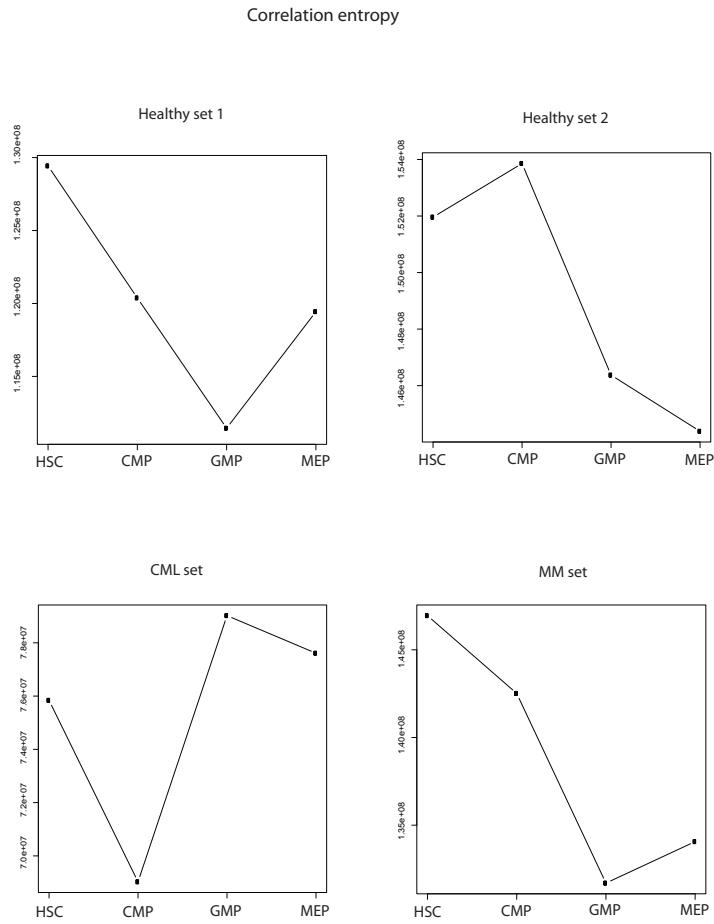 Correlation entropy
Healthy set 1
1.30e+08
1.25e+08
1.20e+08
1.15e+08
HSC CMP GMP MEP
Healthy set 2
1.54e+08
1.52e+08
1.50e+08
1.48e+08
1.46e+08
HSC CMP GMP MEP
CML set
7.8e+07
7.6e+07
7.4e+07
7.2e+07
7.0e+07
HSC CMP GMP MEP
MM set
1.45e+08
1.40e+08
1.35e+08
HSC CMP GMP MEP